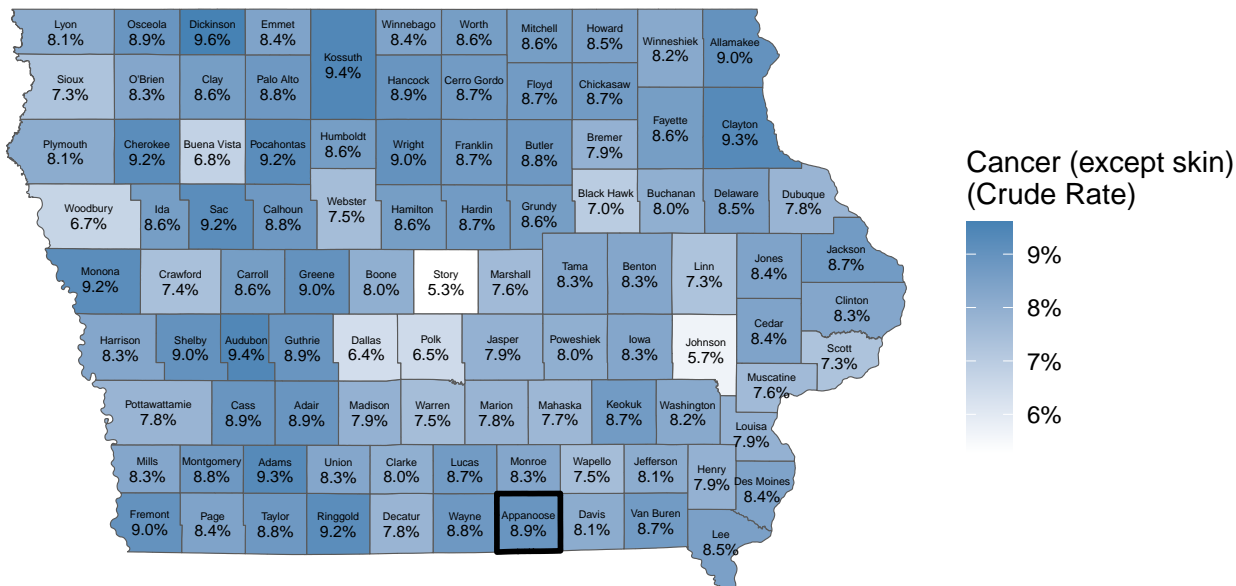 Lyon
8.1%
Osceola
8.9%
Dickinson
9.6%
Emmet
8.4%
Kossuth
9.4%
Winnebago
8.4%
Worth
8.6%
Mitchell
8.6%
Howard
8.5%
Winneshiek
8.2%
Allamakee
9.0%
Sioux
7.3%
O'Brien
8.3%
Clay
8.6%
Palo Alto
8.8%
Hancock
8.9%
Cerro Gordo
8.7%
Floyd
8.7%
Chickasaw
8.7%
Fayette
8.6%
Clayton
9.3%
Plymouth
8.1%
Cherokee
9.2%
Buena Vista
6.8%
Pocahontas
9.2%
Humboldt
8.6%
Wright
9.0%
Franklin
8.7%
Butler
8.8%
Bremer
7.9%
Woodbury
6.7%
Ida
8.6%
Sac
9.2%
Calhoun
8.8%
Webster
7.5%
Hamilton
8.6%
Hardin
8.7%
Grundy
8.6%
Black Hawk
7.0%
Buchanan
8.0%
Delaware
8.5%
Dubuque
7.8%
Monona
9.2%
Crawford
7.4%
Carroll
8.6%
Greene
9.0%
Boone
8.0%
Story
5.3%
Marshall
7.6%
Tama
8.3%
Benton
8.3%
Linn
7.3%
Jones
8.4%
Jackson
8.7%
Clinton
8.3%
Harrison
8.3%
Shelby
9.0%
Audubon
9.4%
Guthrie
8.9%
Dallas
6.4%
Polk
6.5%
Jasper
7.9%
Poweshiek
8.0%
Iowa
8.3%
Johnson
5.7%
Cedar
8.4%
Scott
7.3%
Muscatine
7.6%
Pottawattamie
7.8%
Cass
8.9%
Adair
8.9%
Madison
7.9%
Warren
7.5%
Marion
7.8%
Mahaska
7.7%
Keokuk
8.7%
Washington
8.2%
Louisa
7.9%
Mills
8.3%
Montgomery
8.8%
Adams
9.3%
Union
8.3%
Clarke
8.0%
Lucas
8.7%
Monroe
8.3%
Wapello
7.5%
Jefferson
8.1%
Henry
7.9%
Des Moines
8.4%
Fremont
9.0%
Page
8.4%
Taylor
8.8%
Ringgold
9.2%
Decatur
7.8%
Wayne
8.8%
Appanoose
8.9%
Davis
8.1%
Van Buren
8.7%
Lee
8.5%
Cancer (except skin)
(Crude Rate)
9%
8%
7%
6%